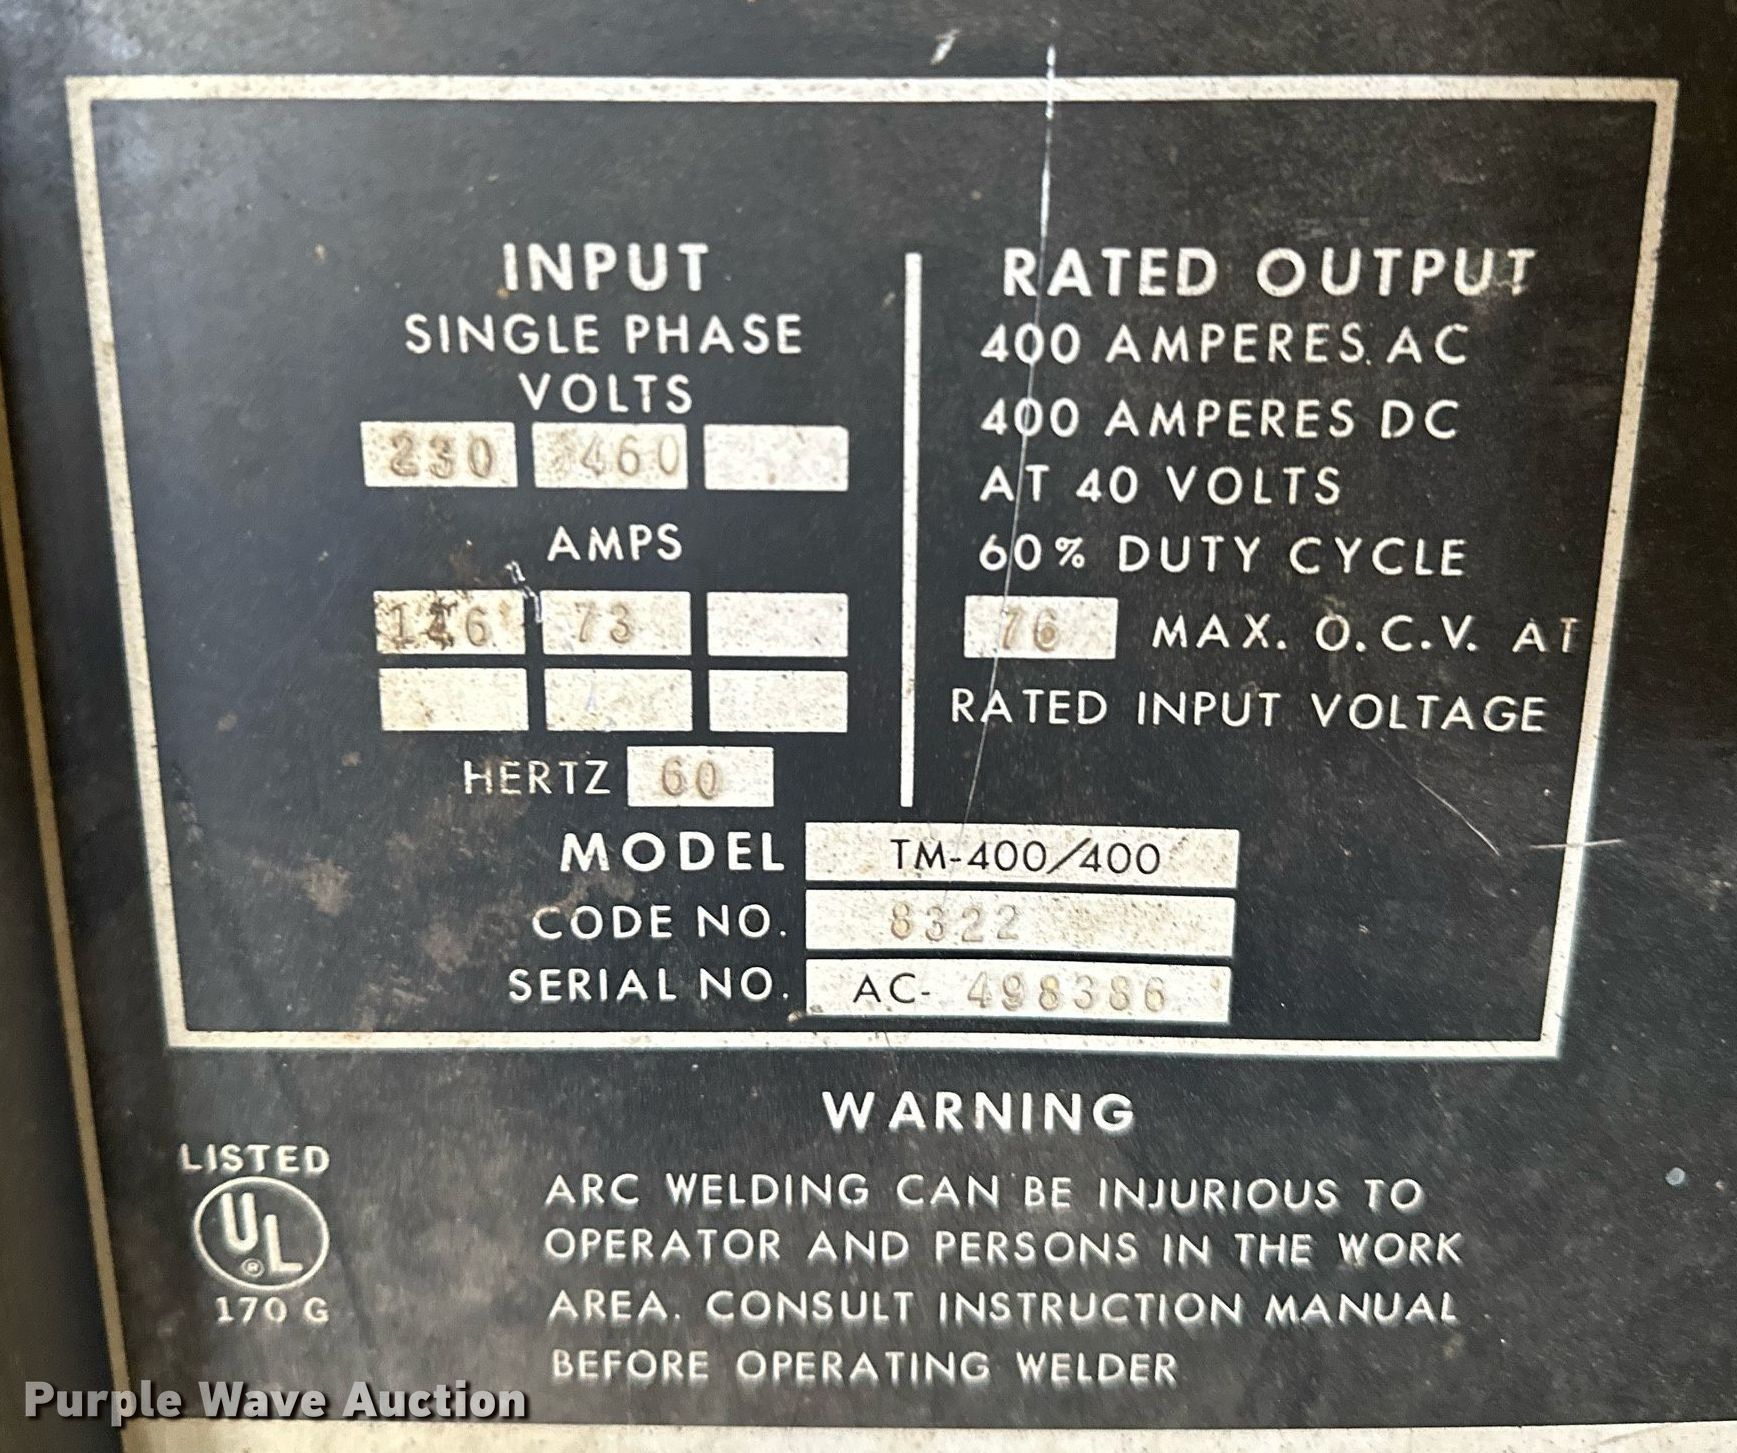 INPUT
SINGLE PHASE
VOLTS
230 460
AMPS
146 73
HERTZ 60
RATED OUTPUT
400 AMPERES AC
400 AMPERES DC
AT 40 VOLTS
60% DUTY CYCLE
76 MAX. O.C.V. AT
RATED INPUT VOLTAGE
MODEL TM-400/400
CODE NO. 8322
SERIAL NO. AC- 498386
WARNING
ARC WELDING CAN BE INJURIOUS TO
OPERATOR AND PERSONS IN THE WORK
AREA. CONSULT INSTRUCTION MANUAL
BEFORE OPERATING WELDER
LISTED
UL®
170 G
Purple Wave Auction